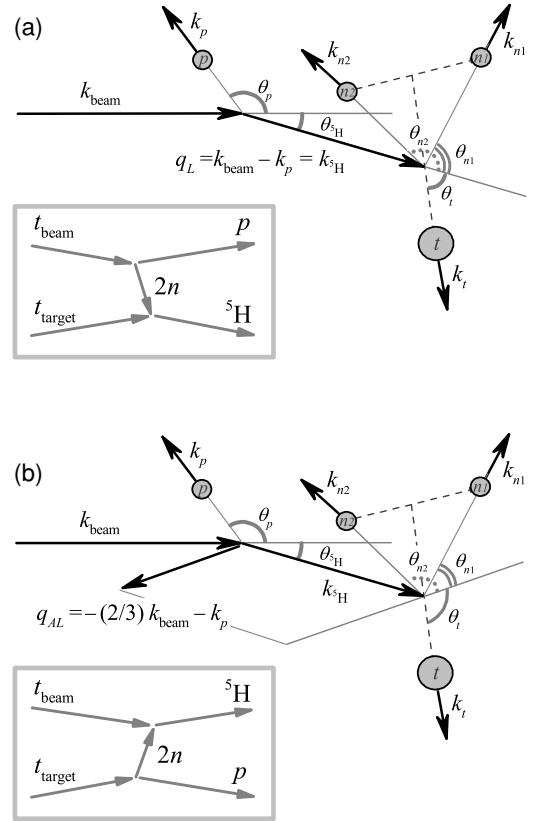 (a)
k_p
p
k_beam
θ_p
θ_⁵H
q_L = k_beam − k_p = k_⁵H
k_n2
n2
n1
k_n1
θ_n2
θ_n1
θ_t
t
k_t
t_beam
p
2n
t_target
⁵H
(b)
k_p
p
k_beam
θ_p
θ_⁵H
k_⁵H
q_AL = −(2/3) k_beam − k_p
k_n2
n2
n1
k_n1
θ_n2
θ_n1
θ_t
t
k_t
t_beam
⁵H
2n
t_target
p